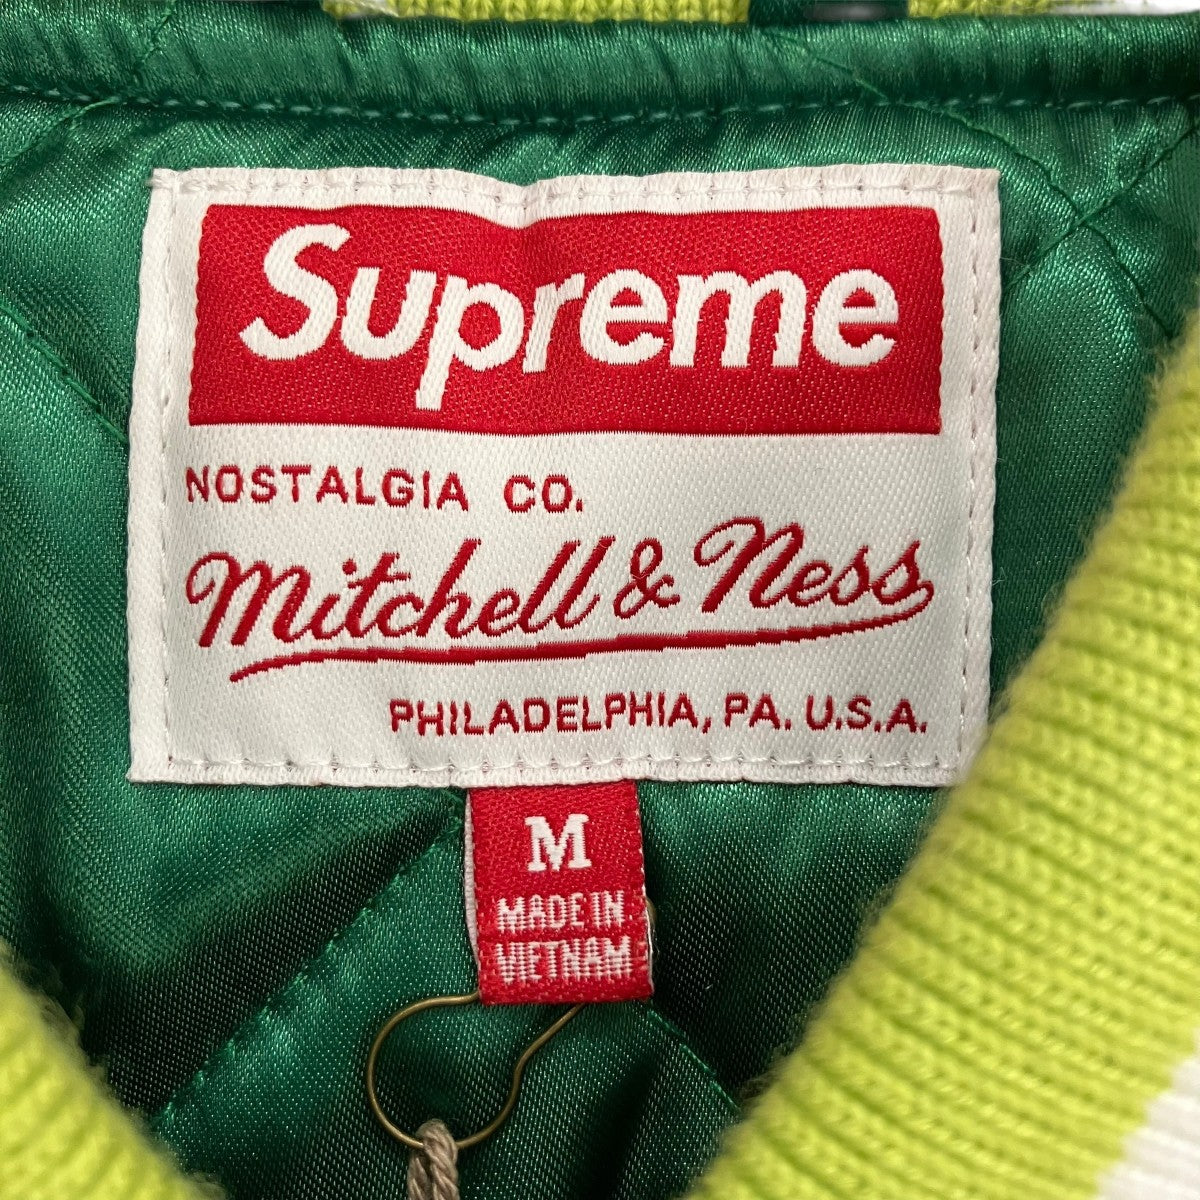 Supreme
NOSTALGIA CO.
Mitchell & Ness
PHILADELPHIA, PA. U.S.A.
M
MADE IN
VIETNAM